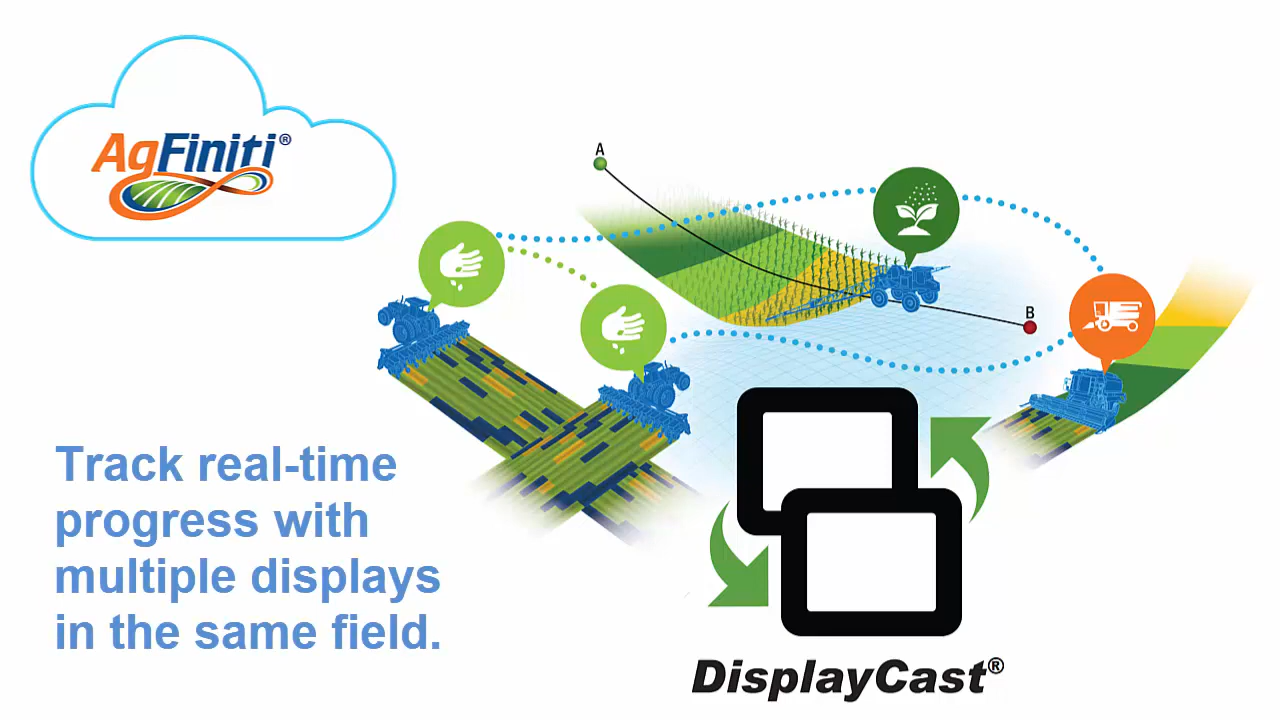 AgFiniti®
A
B
Track real-time
progress with
multiple displays
in the same field.
DisplayCast®